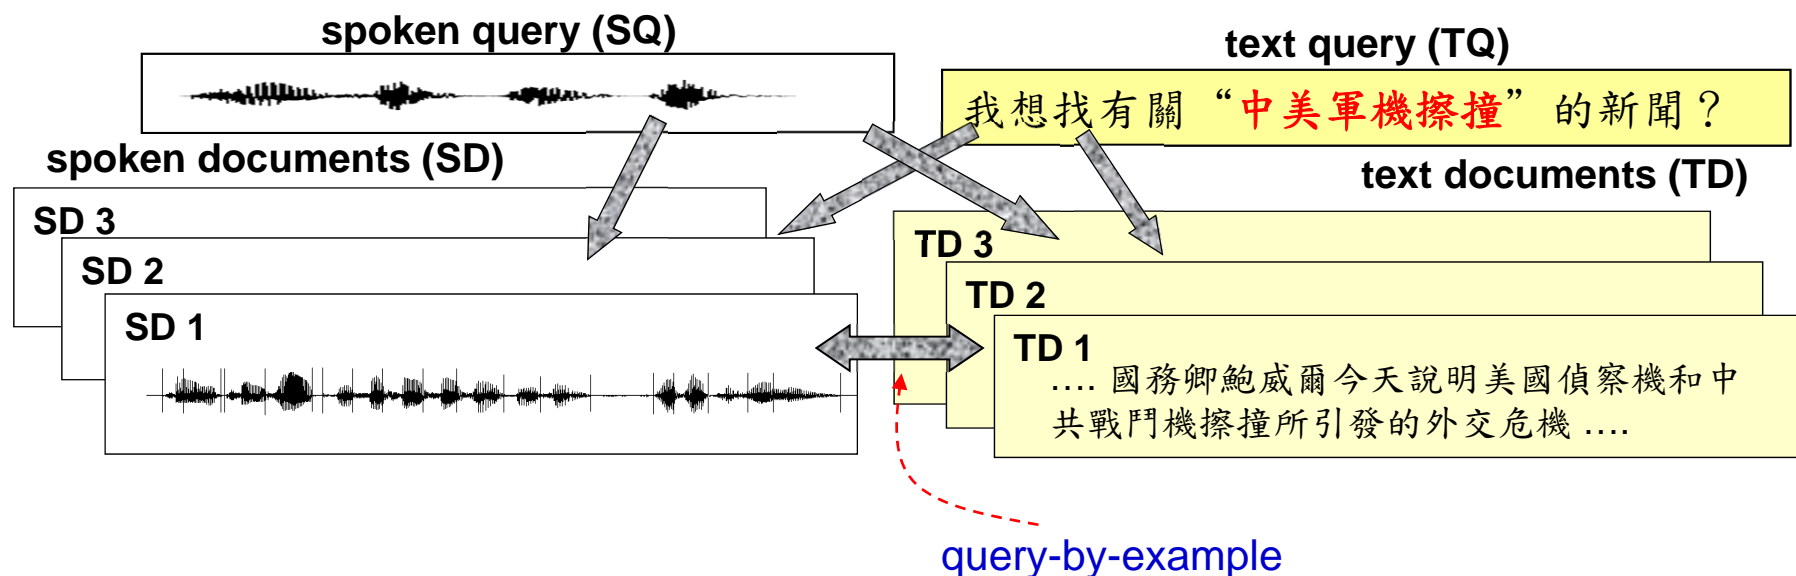 spoken query (SQ)
text query (TQ)
我想找有關“中美軍機擦撞”的新聞？
spoken documents (SD)
text documents (TD)
SD 3
SD 2
SD 1
TD 3
TD 2
TD 1
…. 國務卿鮑威爾今天說明美國偵察機和中
共戰鬥機擦撞所引發的外交危機 ….
query-by-example